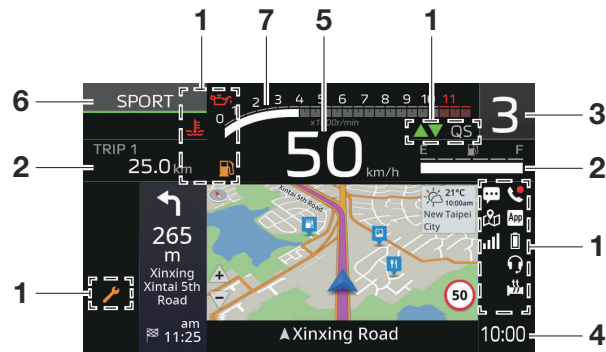 1 7 5 1
6 SPORT
0 1 2 3 4 5 6 7 8 9 10 11
x1000r/min
QS
3
3
TRIP 1
2 25.0 km
50 km/h
E F
2
265
m
Xinxing
Xintai 5th
Road
am
11:25
Xintai 5th Road
21°C
10:00am
New Taipei
City
+
−
50
App
1
1
Xinxing Road
10:00 4